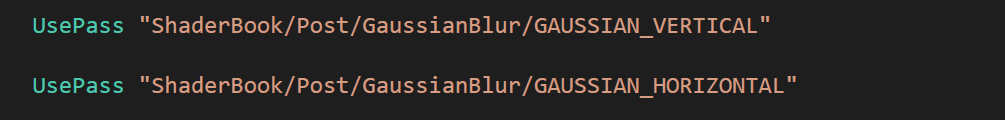 UsePass "ShaderBook/Post/GaussianBlur/GAUSSIAN_VERTICAL"
UsePass "ShaderBook/Post/GaussianBlur/GAUSSIAN_HORIZONTAL"